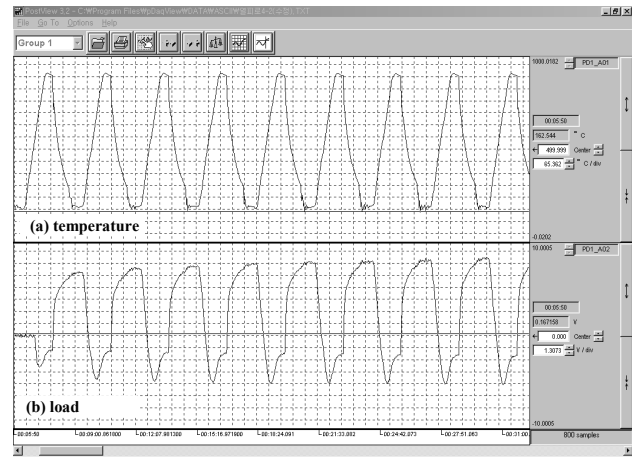 PostView 3.2 - C:\Program Files\pDaqView\DATA\ASCII\
File Go To Options Help
Group 1
1000.0182 PD1_A01
00:05:50
162.544 ° C
499.999 Center
65.362 ° C / div
(a) temperature
-0.0202
10.0005 PD1_A02
00:05:50
0.167158 V
0.000 Center
1.3073 V / div
(b) load
-10.0005
00:05:50 00:09:00.061000 00:12:07.901300 00:15:16.971900 00:18:24.091 00:21:33.002 00:24:42.073 00:27:51.063 00:31:00.
800 samples